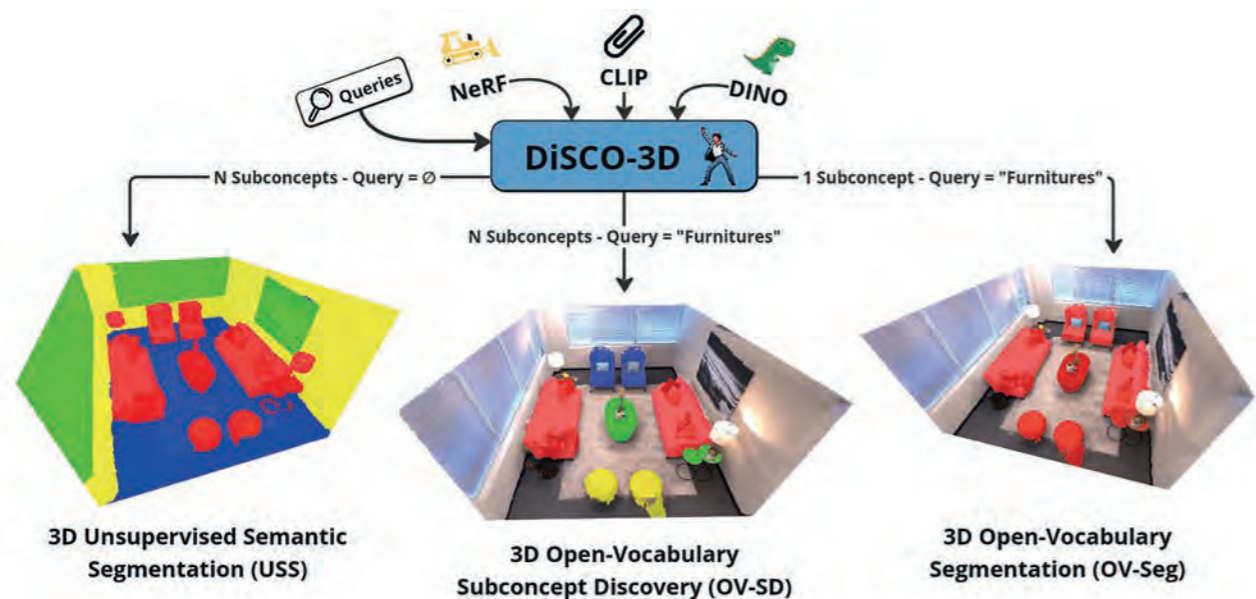 Queries
NeRF
CLIP
DINO
DiSCO-3D
N Subconcepts - Query = ∅
1 Subconcept - Query = "Furnitures"
N Subconcepts - Query = "Furnitures"
3D Unsupervised Semantic
Segmentation (USS)
3D Open-Vocabulary
Subconcept Discovery (OV-SD)
3D Open-Vocabulary
Segmentation (OV-Seg)